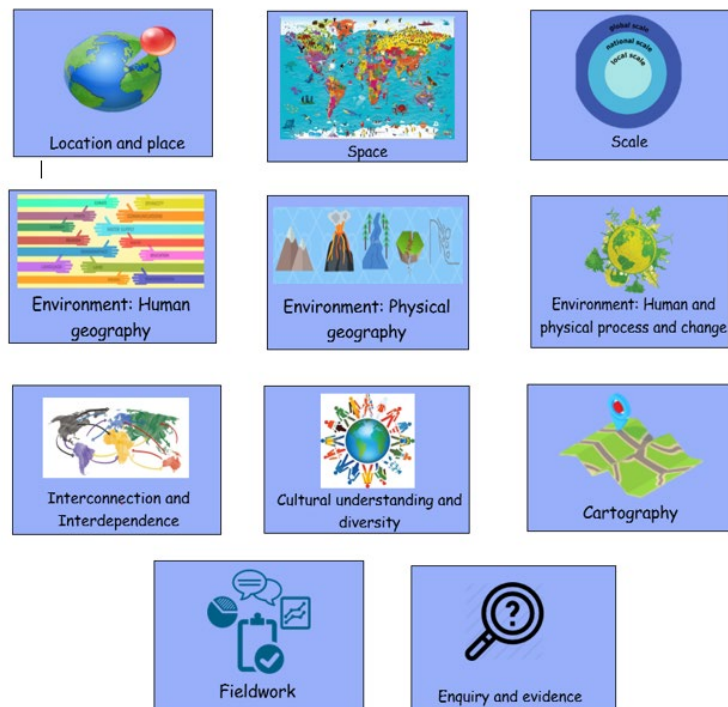 Location and place
Space
global scale
national scale
local scale
Scale
Environment: Human
geography
Environment: Physical
geography
Environment: Human and
physical process and change
Interconnection and
Interdependence
Cultural understanding and
diversity
Cartography
Fieldwork
?
Enquiry and evidence